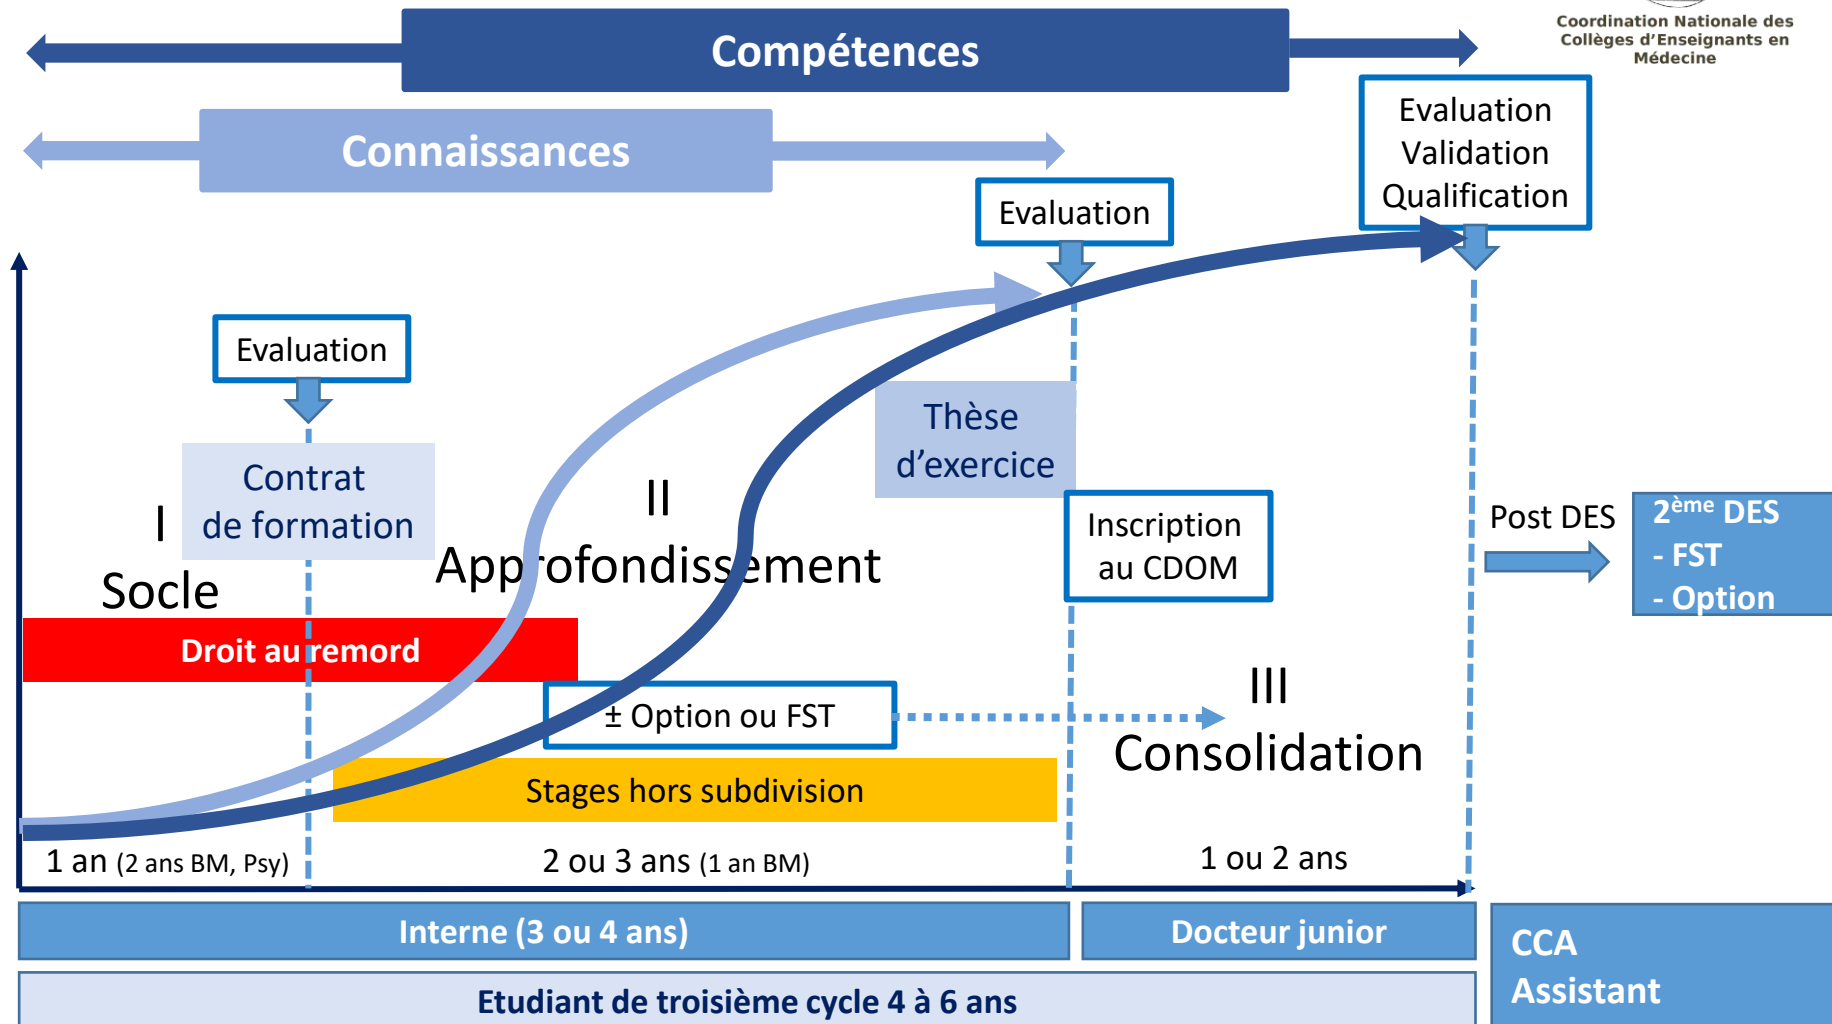 Coordination Nationale des
Collèges d'Enseignants en
Médecine
Compétences
Connaissances
Evaluation
Validation
Qualification
Evaluation
Evaluation
Contrat
de formation
Thèse
d'exercice
I
Socle
II
Approfondissement
Inscription
au CDOM
Post DES
2ème DES
- FST
- Option
Droit au remord
± Option ou FST
III
Consolidation
Stages hors subdivision
1 an (2 ans BM, Psy)
2 ou 3 ans (1 an BM)
1 ou 2 ans
Interne (3 ou 4 ans)
Docteur junior
CCA
Assistant
Etudiant de troisième cycle 4 à 6 ans